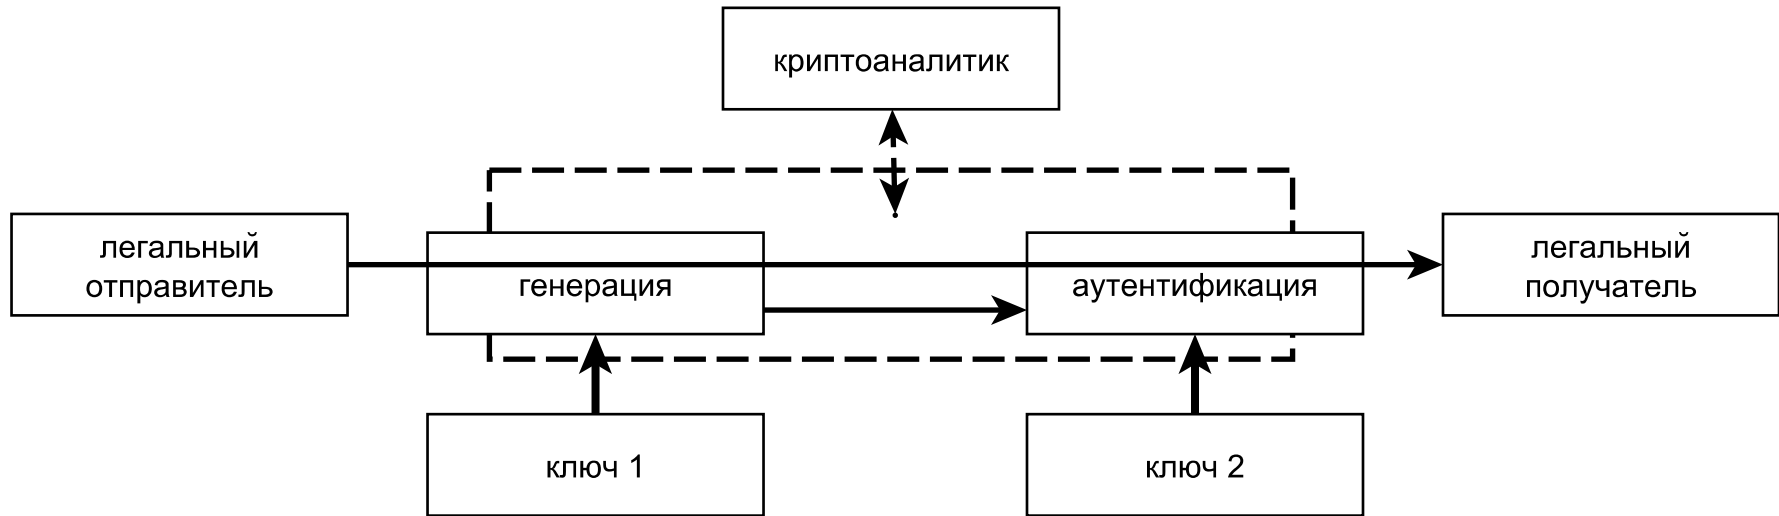 криптоаналитик
легальный
отправитель
генерация
аутентификация
легальный
получатель
ключ 1
ключ 2